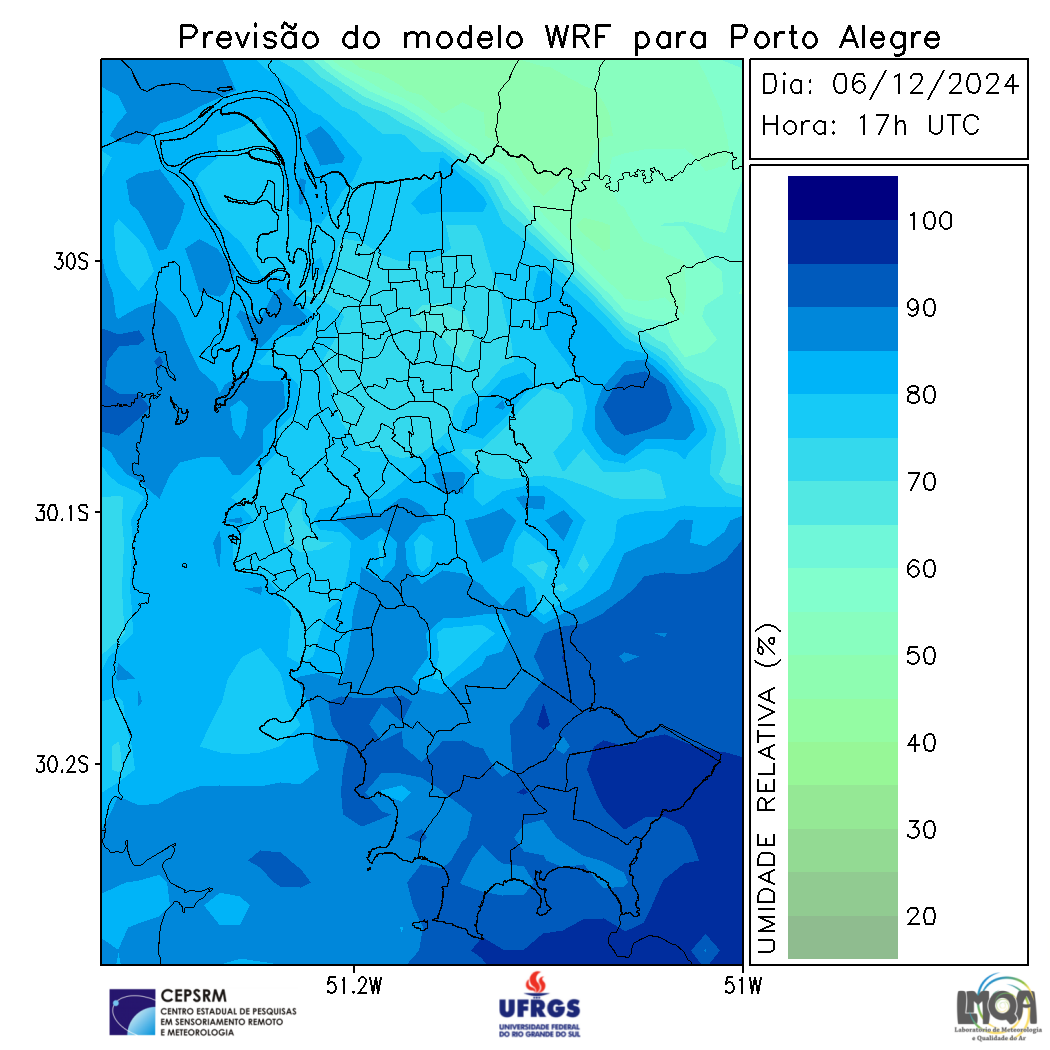 Previsão do modelo WRF para Porto Alegre
Dia: 06/12/2024
Hora: 17h UTC
30S
30.1S
30.2S
51.2W
51W
UMIDADE RELATIVA (%)
100
90
80
70
60
50
40
30
20
CEPSRM
CENTRO ESTADUAL DE PESQUISAS
EM SENSORIAMENTO REMOTO
E METEOROLOGIA
UFRGS
UNIVERSIDADE FEDERAL
DO RIO GRANDE DO SUL
LMQA
Laboratório de Meteorologia
e Qualidade do Ar